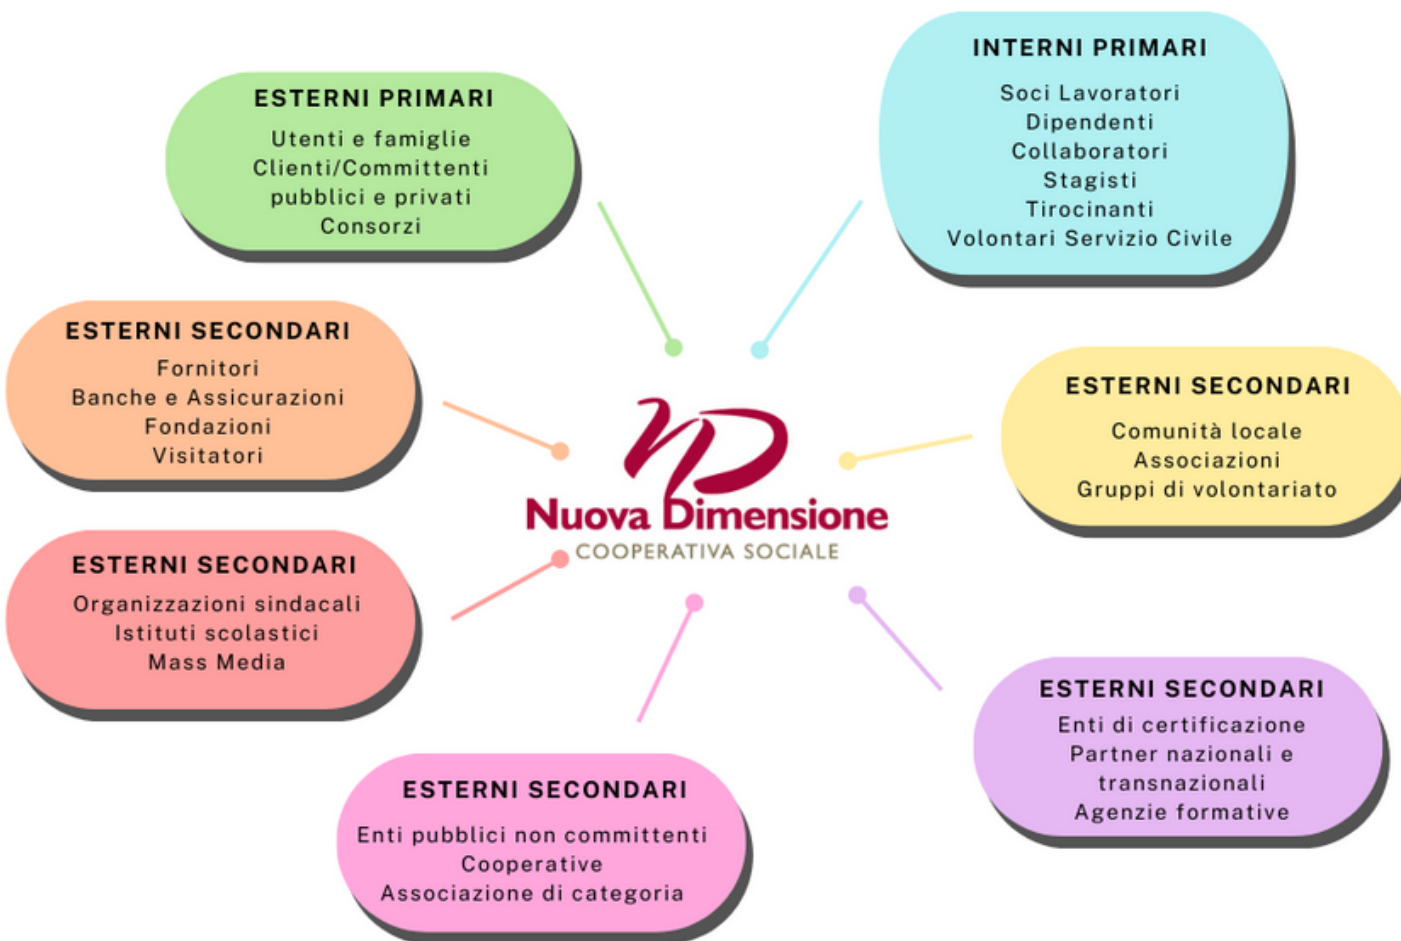 ESTERNI PRIMARI
Utenti e famiglie
Clienti/Committenti
pubblici e privati
Consorzi
INTERNI PRIMARI
Soci Lavoratori
Dipendenti
Collaboratori
Stagisti
Tirocinanti
Volontari Servizio Civile
ESTERNI SECONDARI
Fornitori
Banche e Assicurazioni
Fondazioni
Visitatori
ESTERNI SECONDARI
Comunità locale
Associazioni
Gruppi di volontariato
nD
Nuova Dimensione
COOPERATIVA SOCIALE
ESTERNI SECONDARI
Organizzazioni sindacali
Istituti scolastici
Mass Media
ESTERNI SECONDARI
Enti di certificazione
Partner nazionali e
transnazionali
Agenzie formative
ESTERNI SECONDARI
Enti pubblici non committenti
Cooperative
Associazione di categoria